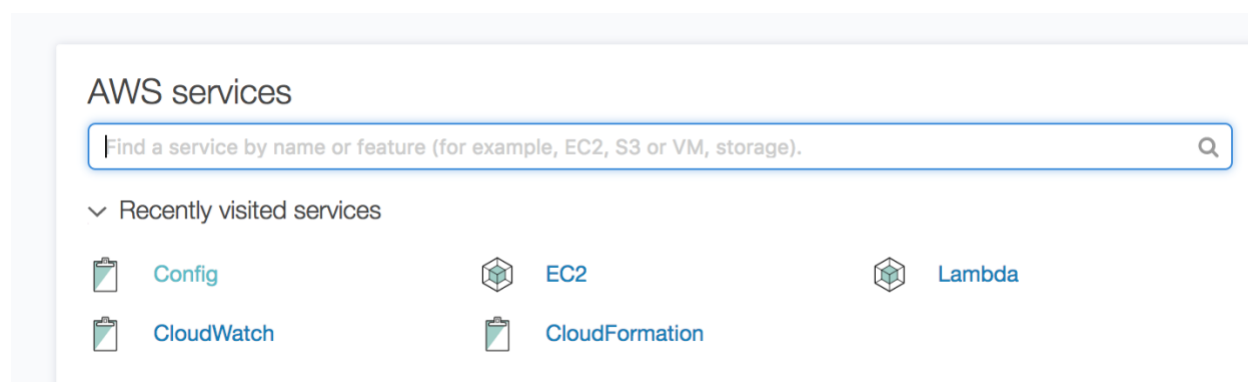 AWS services
Find a service by name or feature (for example, EC2, S3 or VM, storage).
Recently visited services
Config EC2 Lambda
CloudWatch CloudFormation